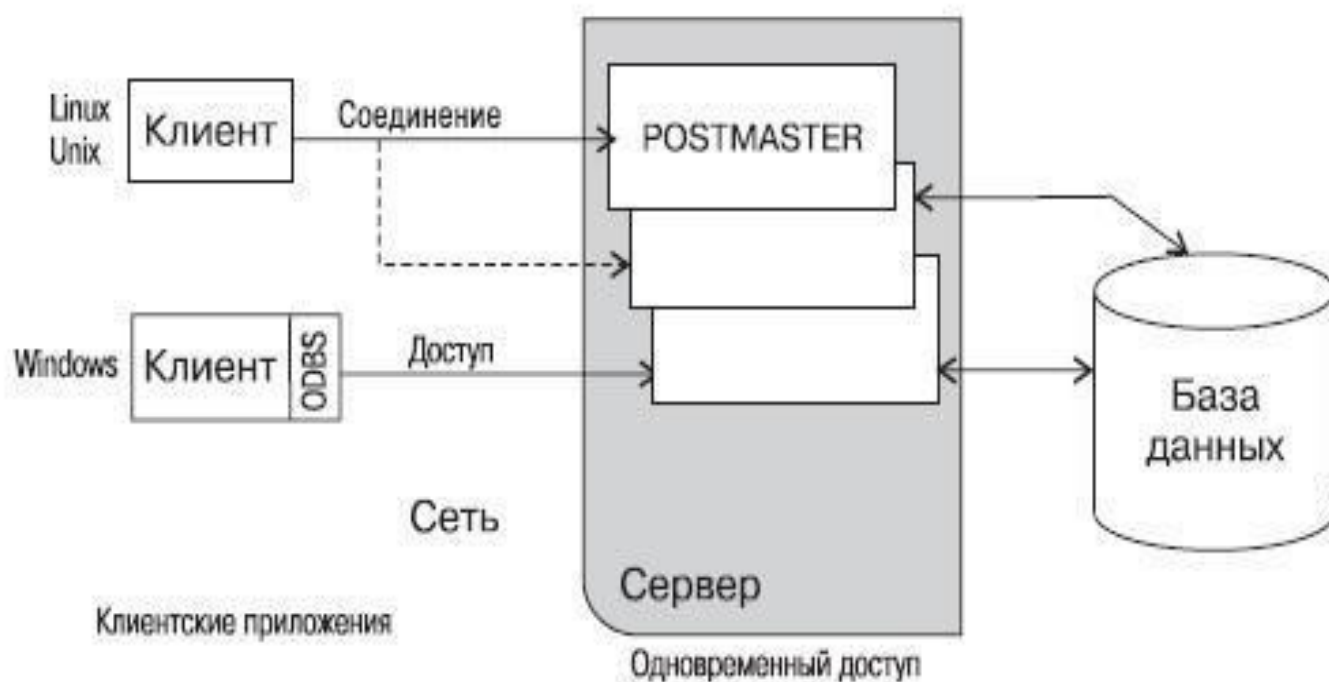 Linux
Unix
Клиент
Соединение
POSTMASTER
Windows
Клиент
ODBS
Доступ
База
данных
Сеть
Сервер
Клиентские приложения
Одновременный доступ